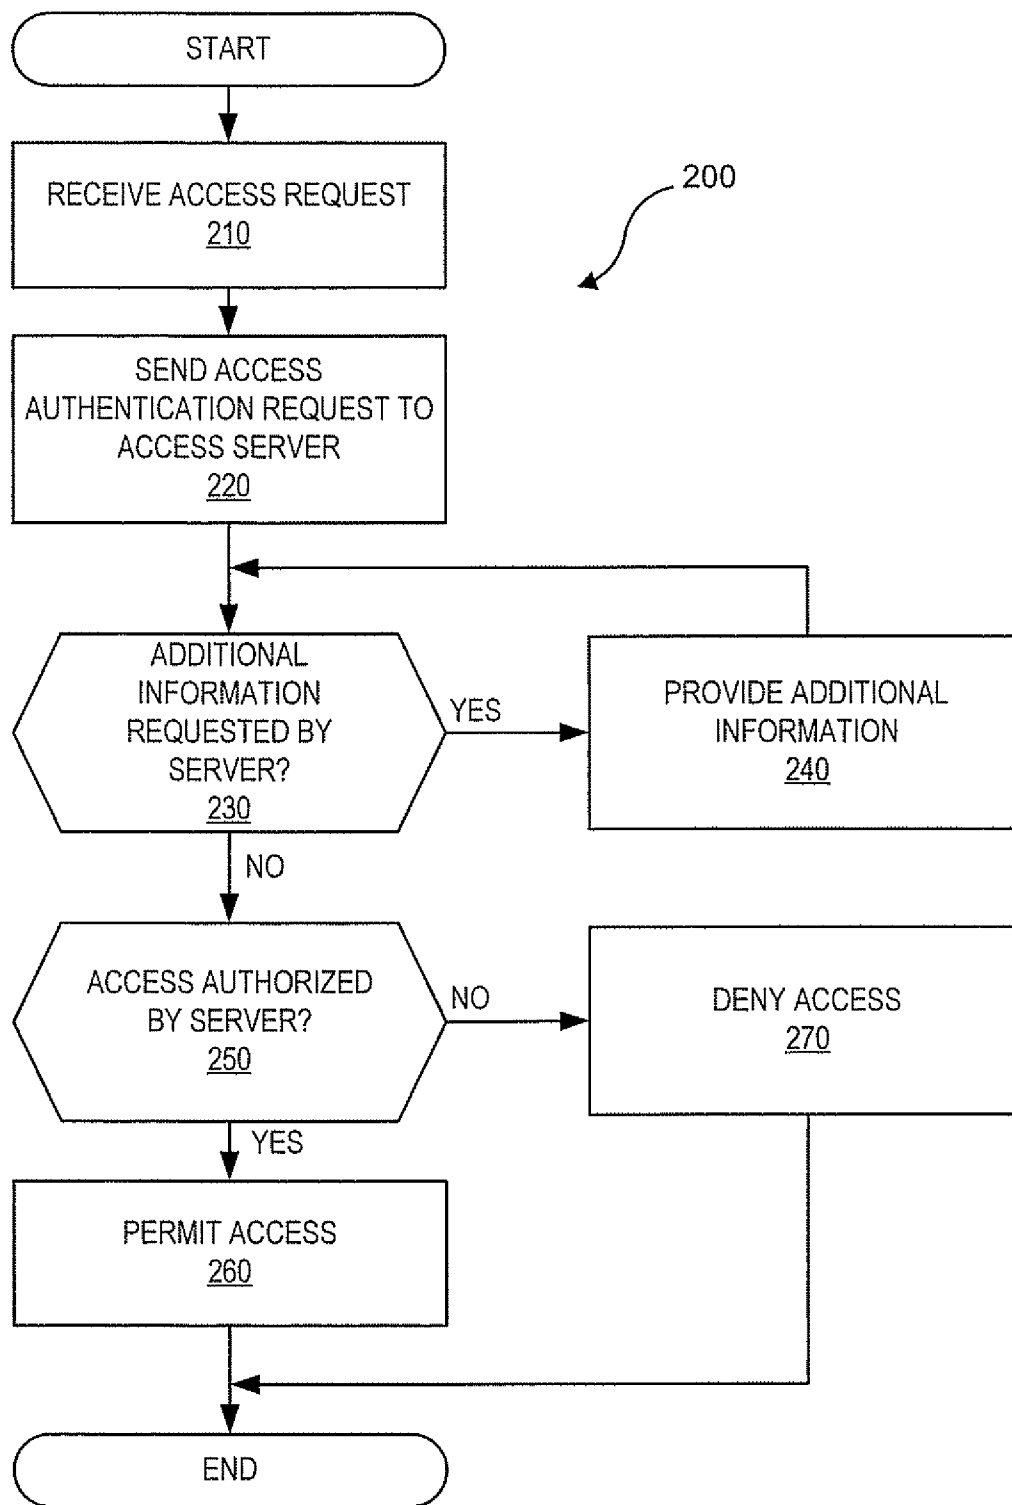 START
RECEIVE ACCESS REQUEST
210
200
SEND ACCESS
AUTHENTICATION REQUEST TO
ACCESS SERVER
220
ADDITIONAL
INFORMATION
REQUESTED BY
SERVER?
230
YES
PROVIDE ADDITIONAL
INFORMATION
240
NO
ACCESS AUTHORIZED
BY SERVER?
250
NO
DENY ACCESS
270
YES
PERMIT ACCESS
260
END